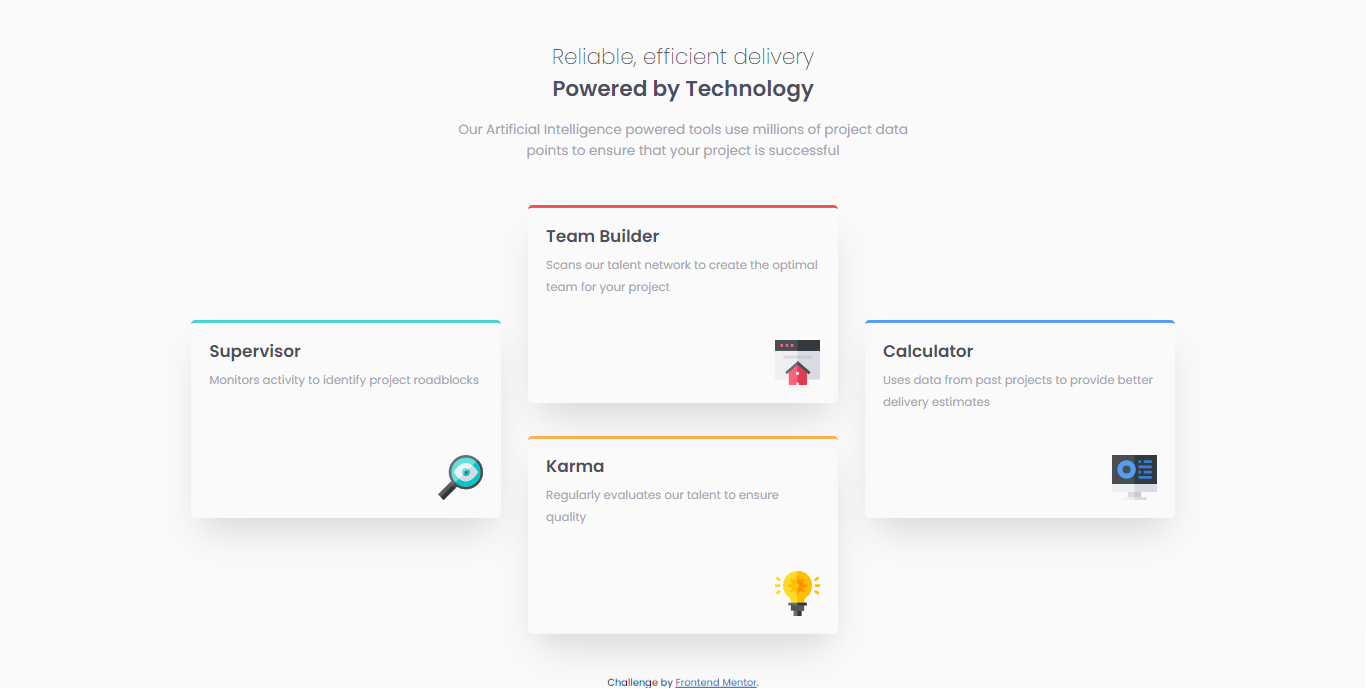 Reliable, efficient delivery
Powered by Technology
Our Artificial Intelligence powered tools use millions of project data
points to ensure that your project is successful
Team Builder
Scans our talent network to create the optimal
team for your project
Supervisor
Monitors activity to identify project roadblocks
Calculator
Uses data from past projects to provide better
delivery estimates
Karma
Regularly evaluates our talent to ensure
quality
Challenge by Frontend Mentor.